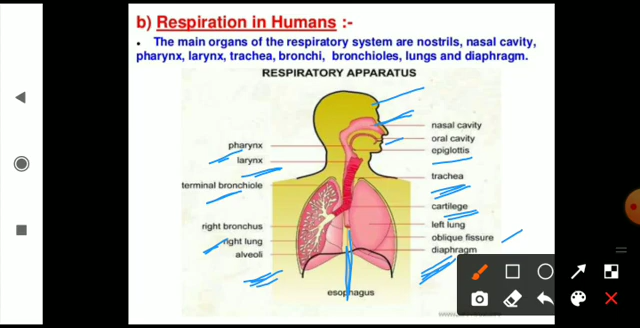 b) Respiration in Humans :-
• The main organs of the respiratory system are nostrils, nasal cavity,
pharynx, larynx, trachea, bronchi, bronchioles, lungs and diaphragm.
RESPIRATORY APPARATUS
nasal cavity
oral cavity
epiglottis
trachea
cartilege
left lung
oblique fissure
diaphragm
pharynx
larynx
terminal bronchiole
right bronchus
right lung
alveoli
esophagus